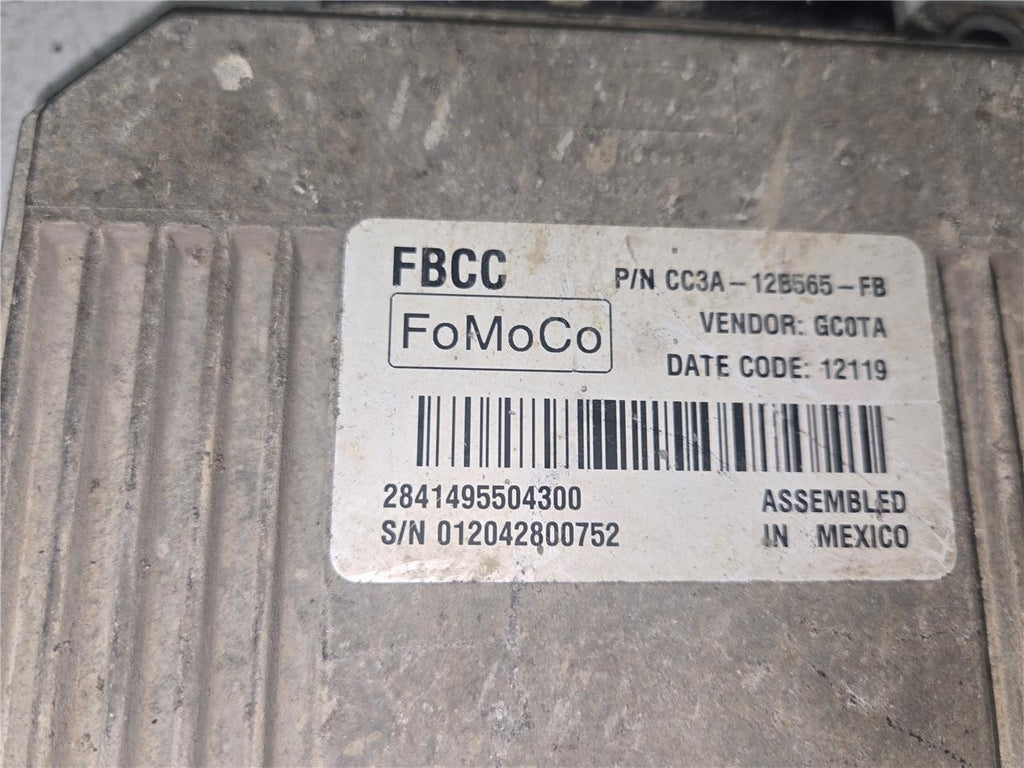 FBCC
FoMoCo
P/N CC3A-12B565-FB
VENDOR: GC0TA
DATE CODE: 12119
2841495504300
S/N 012042800752
ASSEMBLED
IN MEXICO